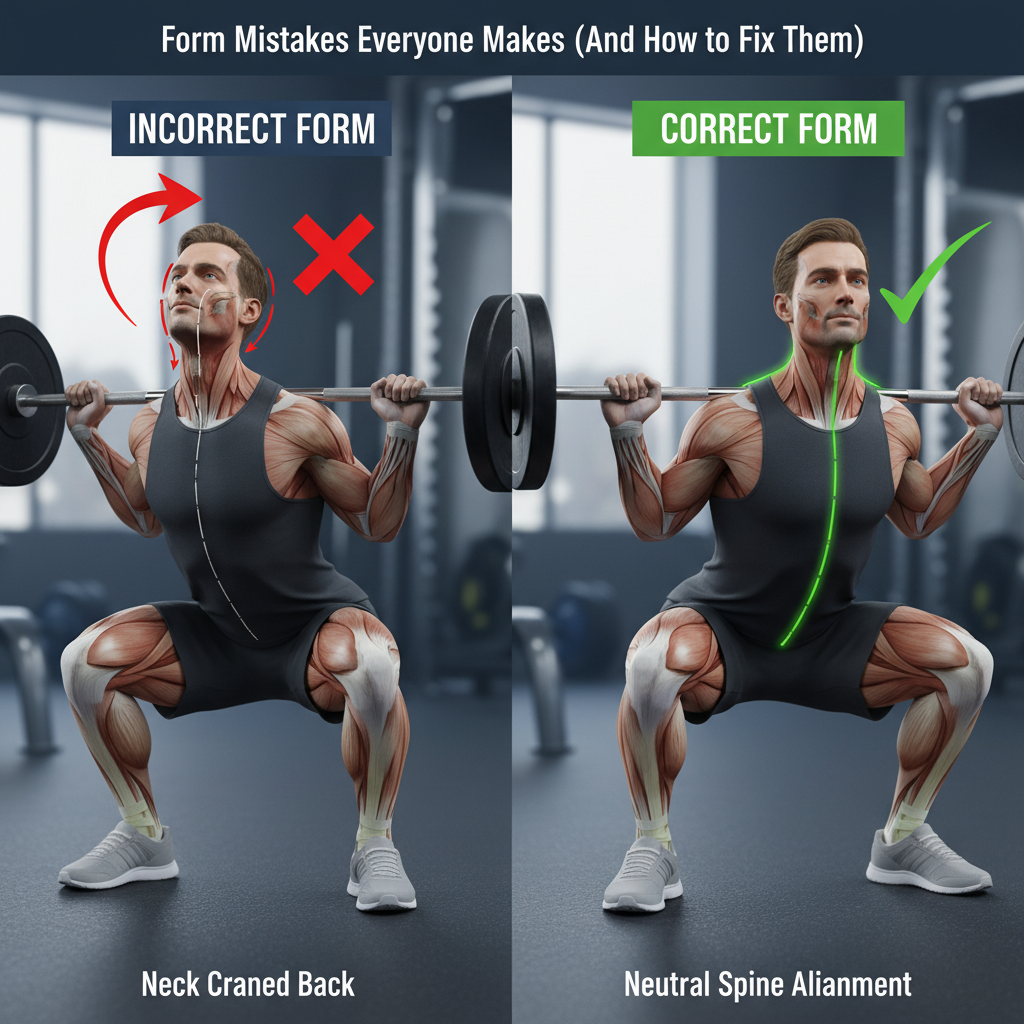 Form Mistakes Everyone Makes (And How to Fix Them)
INCORRECT FORM
CORRECT FORM
Neck Craned Back
Neutral Spine Alianment